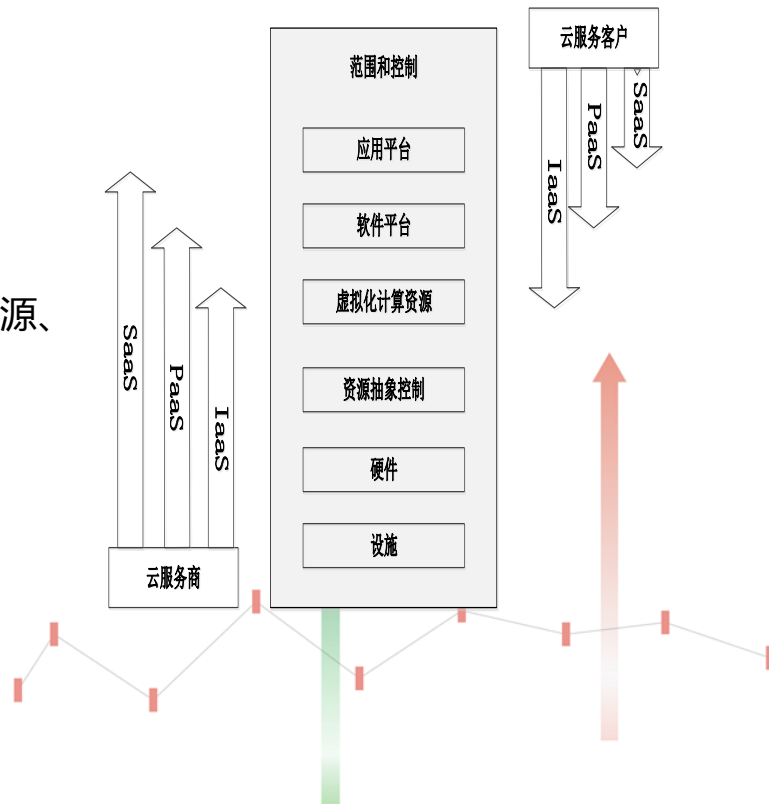 云服务客户
范围和控制
SaaS
PaaS
IaaS
应用平台
软件平台
虚拟化计算资源
源、
SaaS
PaaS
IaaS
资源抽象控制
硬件
设施
云服务商